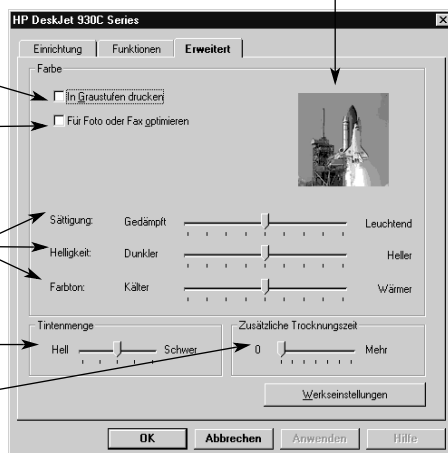 HP DeskJet 930C Series
Einrichtung Funktionen Erweitert
Farbe
In Graustufen drucken
Für Foto oder Fax optimieren
Sättigung: Gedämpft Leuchtend
Helligkeit: Dunkler Heller
Farbton: Kälter Wärmer
Tintenmenge Zusätzliche Trocknungszeit
Hell Schwer 0 Mehr
Werkseinstellungen
OK Abbrechen Anwenden Hilfe